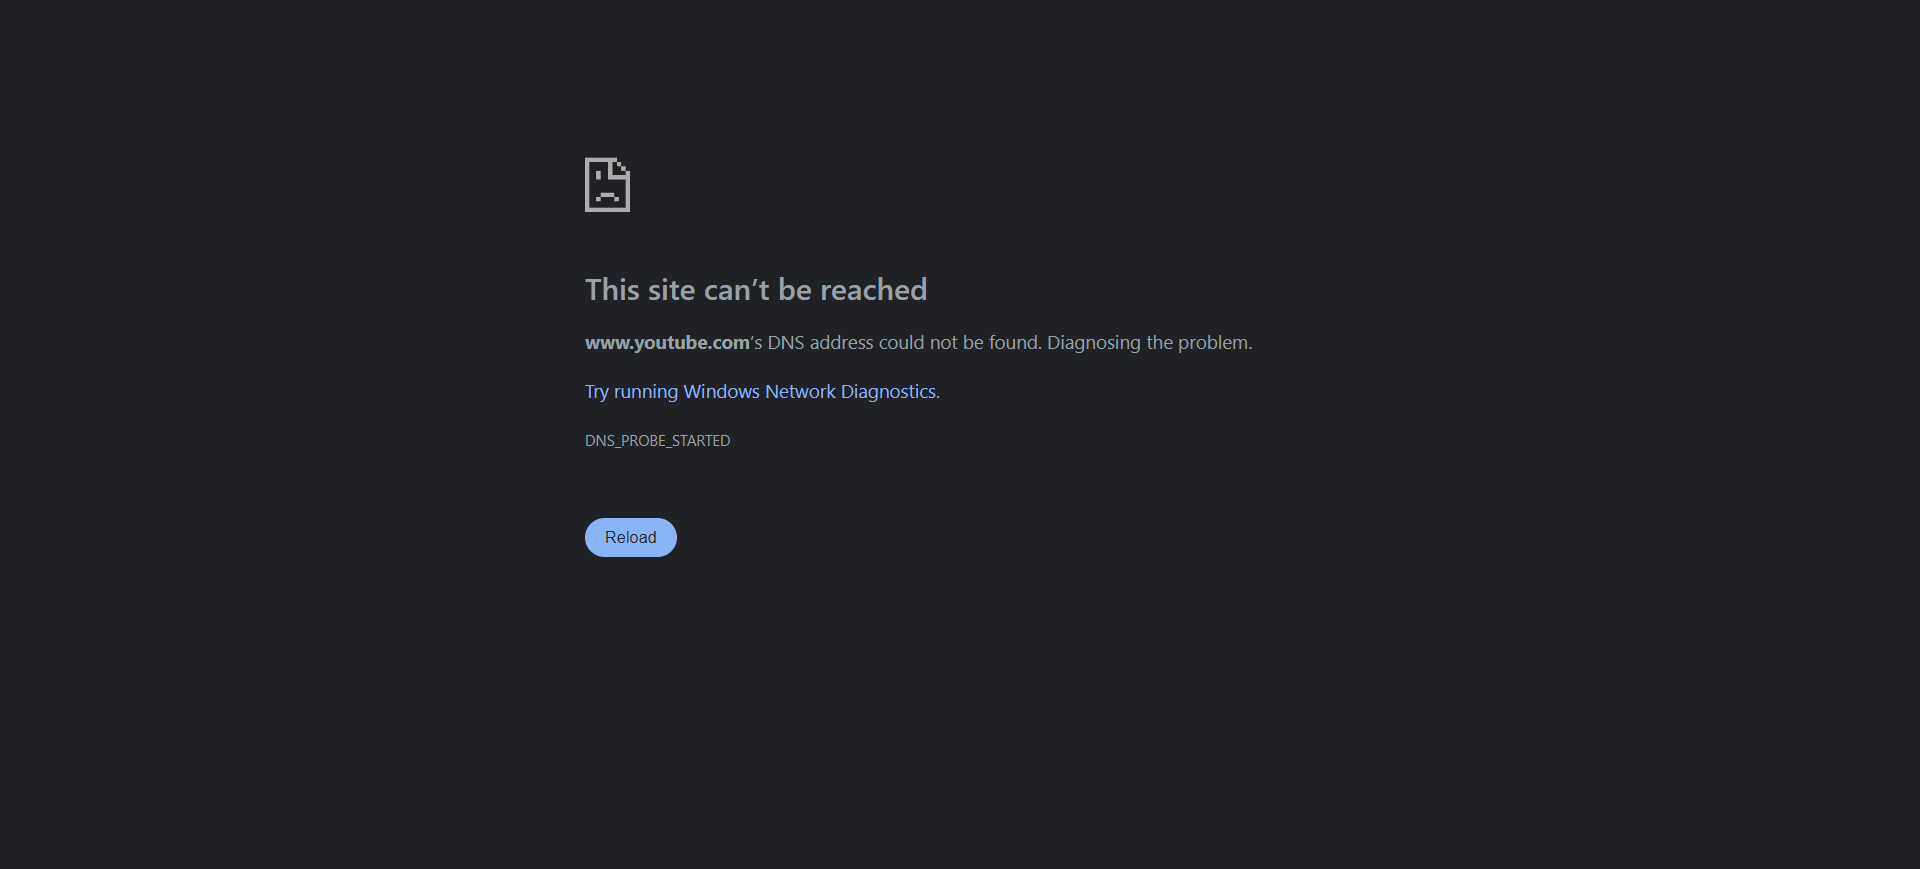 This site can’t be reached
www.youtube.com’s DNS address could not be found. Diagnosing the problem.
Try running Windows Network Diagnostics.
DNS_PROBE_STARTED
Reload